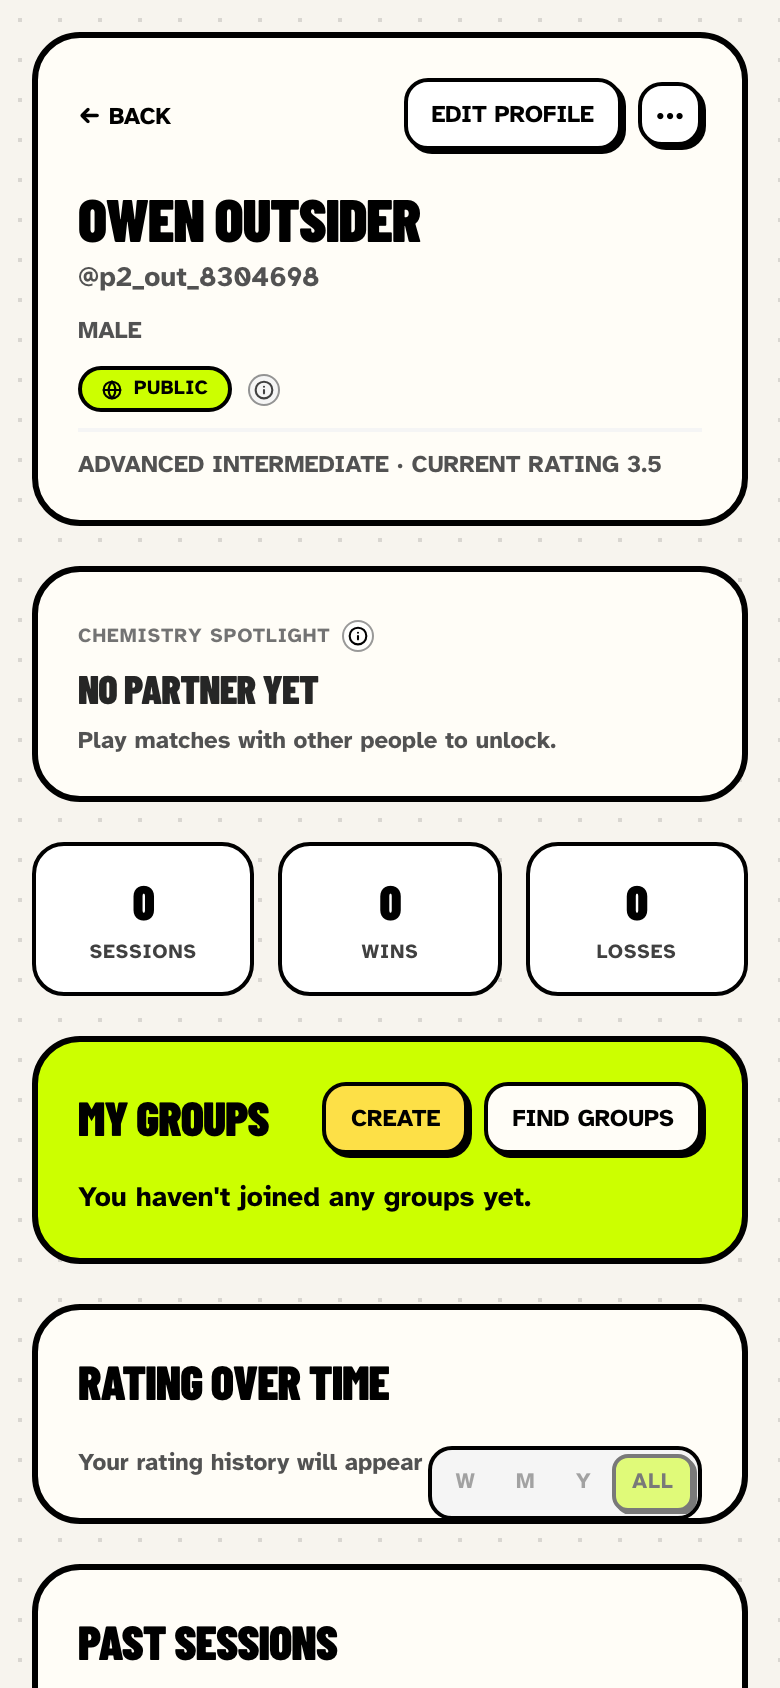 ← BACK
EDIT PROFILE
...
OWEN OUTSIDER
@p2_out_8304698
MALE
PUBLIC
ADVANCED INTERMEDIATE · CURRENT RATING 3.5
CHEMISTRY SPOTLIGHT
NO PARTNER YET
Play matches with other people to unlock.
0
SESSIONS
0
WINS
0
LOSSES
MY GROUPS
CREATE
FIND GROUPS
You haven't joined any groups yet.
RATING OVER TIME
Your rating history will appear
W M Y ALL
PAST SESSIONS